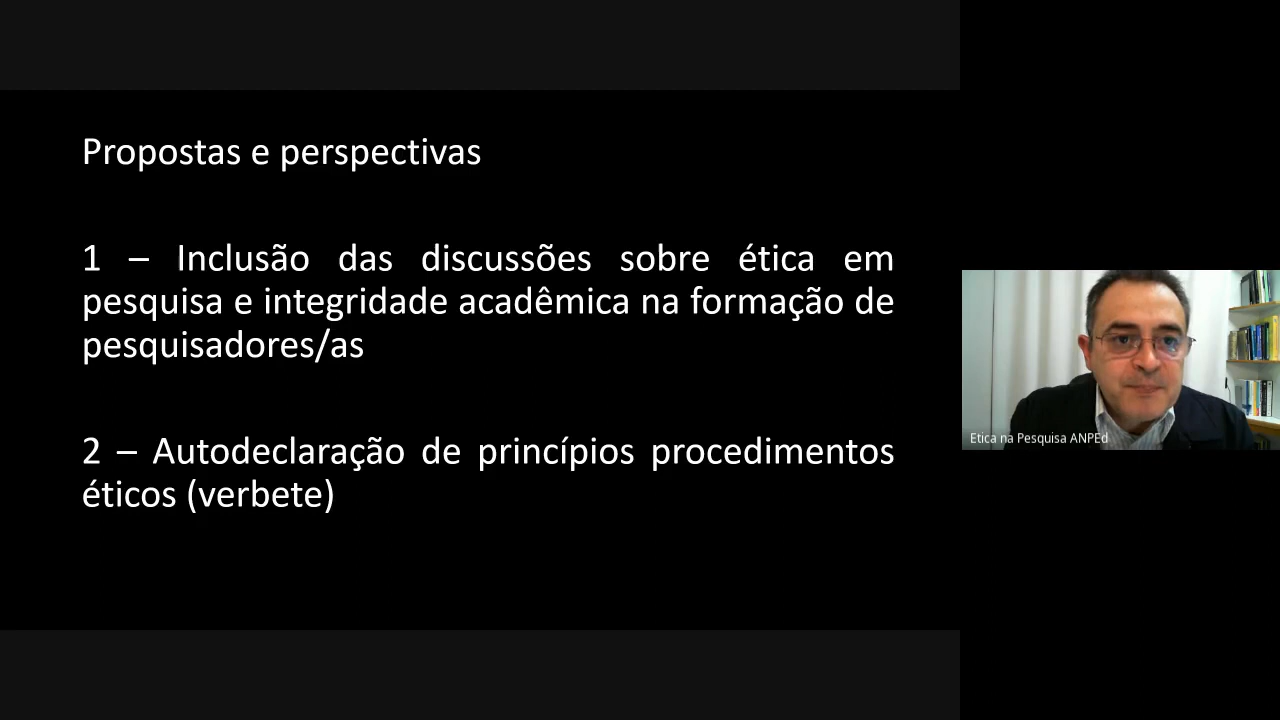 Propostas e perspectivas
1 – Inclusão das discussões sobre ética em
pesquisa e integridade acadêmica na formação de
pesquisadores/as
2 – Autodeclaração de princípios procedimentos
éticos (verbete)
Etica na Pesquisa ANPEd